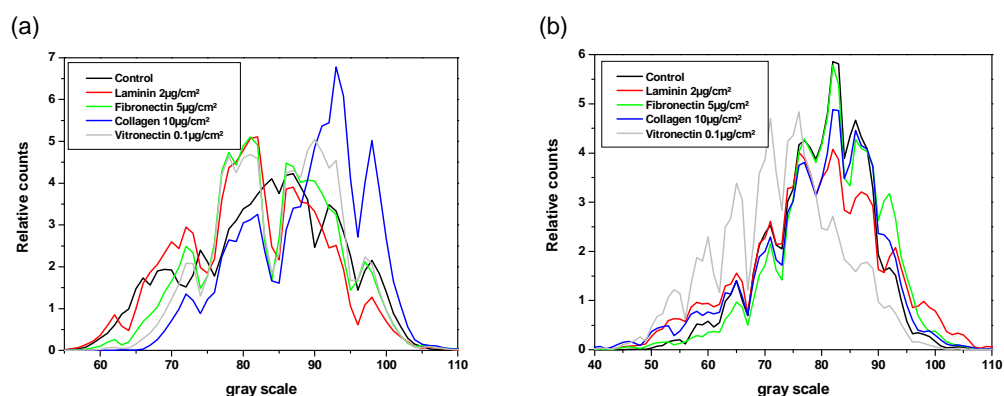 (a)
Relative counts
7
6
5
4
3
2
1
0
Control
Laminin 2µg/cm²
Fibronectin 5µg/cm²
Collagen 10µg/cm²
Vitronectin 0.1µg/cm²
60 70 80 90 100 110
gray scale
(b)
Relative counts
6
5
4
3
2
1
0
Control
Laminin 2µg/cm²
Fibronectin 5µg/cm²
Collagen 10µg/cm²
Vitronectin 0.1µg/cm²
40 50 60 70 80 90 100 110
gray scale